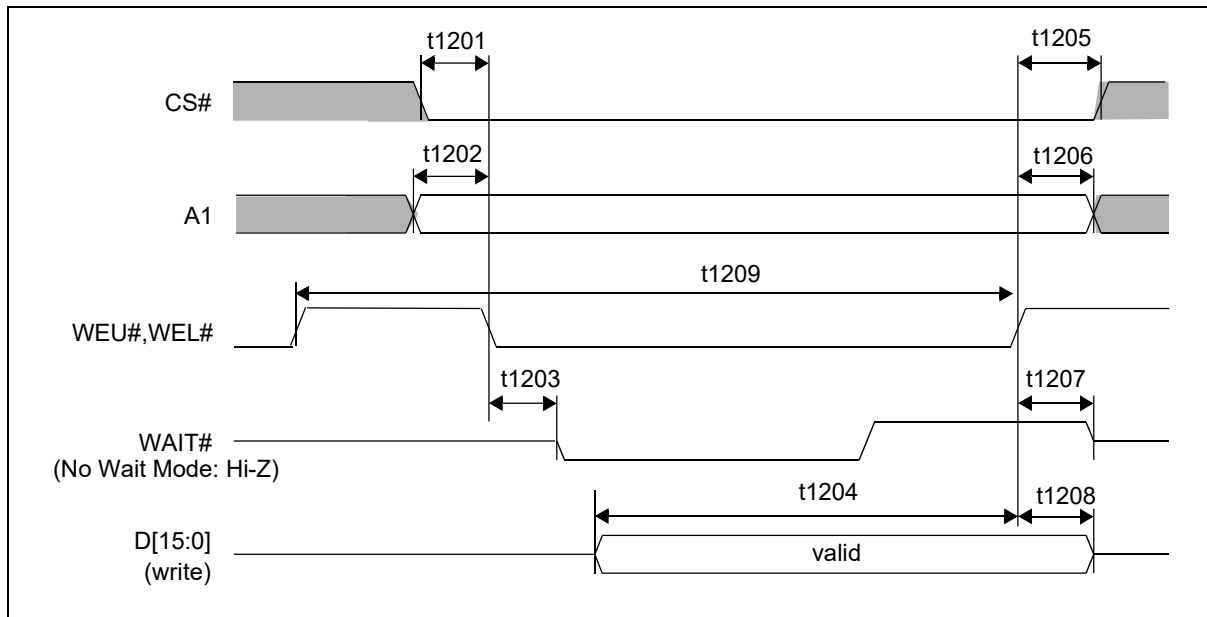 t1201
t1205
CS#
t1202
t1206
A1
t1209
WEU#,WEL#
t1203
t1207
WAIT#
(No Wait Mode: Hi-Z)
t1204
t1208
D[15:0]
valid
(write)